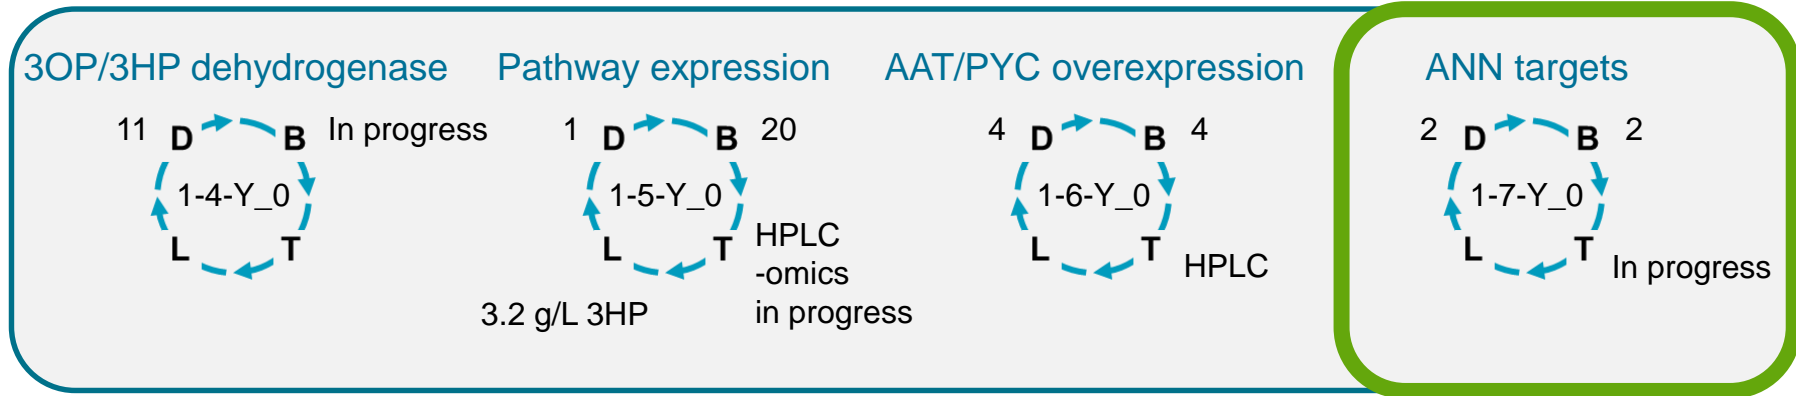 3OP/3HP dehydrogenase
11 D B In progress
1-4-Y_0
L T
Pathway expression
1 D B 20
1-5-Y_0
L T HPLC
-omics
in progress
3.2 g/L 3HP
AAT/PYC overexpression
4 D B 4
1-6-Y_0
L T HPLC
ANN targets
2 D B 2
1-7-Y_0
L T In progress